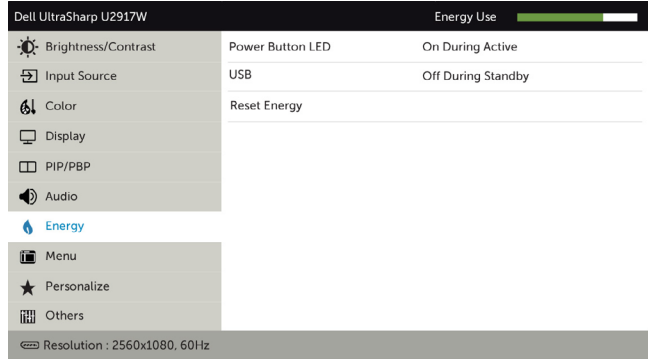 Dell UltraSharp U2917W Energy Use
Brightness/Contrast Power Button LED On During Active
Input Source USB Off During Standby
Color Reset Energy
Display
PIP/PBP
Audio
Energy
Menu
Personalize
Others
Resolution : 2560x1080, 60Hz